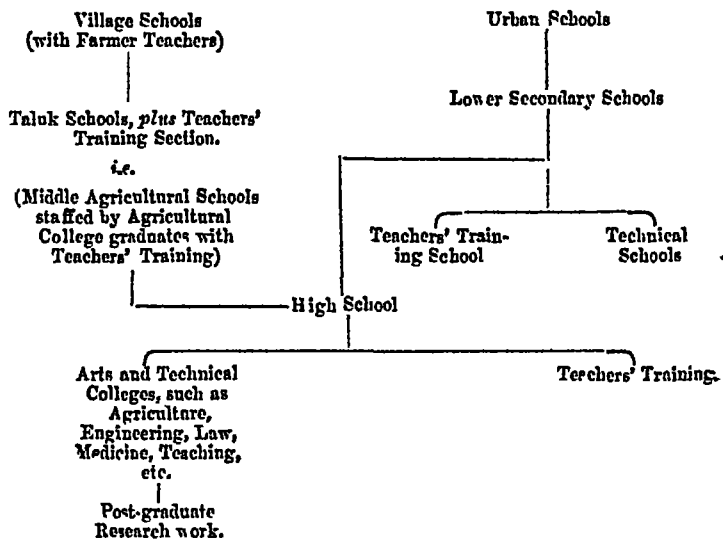 Village Schools
(with Farmer Teachers)
Urban Schools
Lower Secondary Schools
Taluk Schools, plus Teachers'
Training Section.
i.e.
(Middle Agricultural Schools
staffed by Agricultural
College graduates with
Teachers' Training)
Teachers' Train-
ing School
Technical
Schools
High School
Arts and Technical
Colleges, such as
Agriculture,
Engineering, Law,
Medicine, Teaching,
etc.
Teachers' Training.
Post-graduate
Research work.